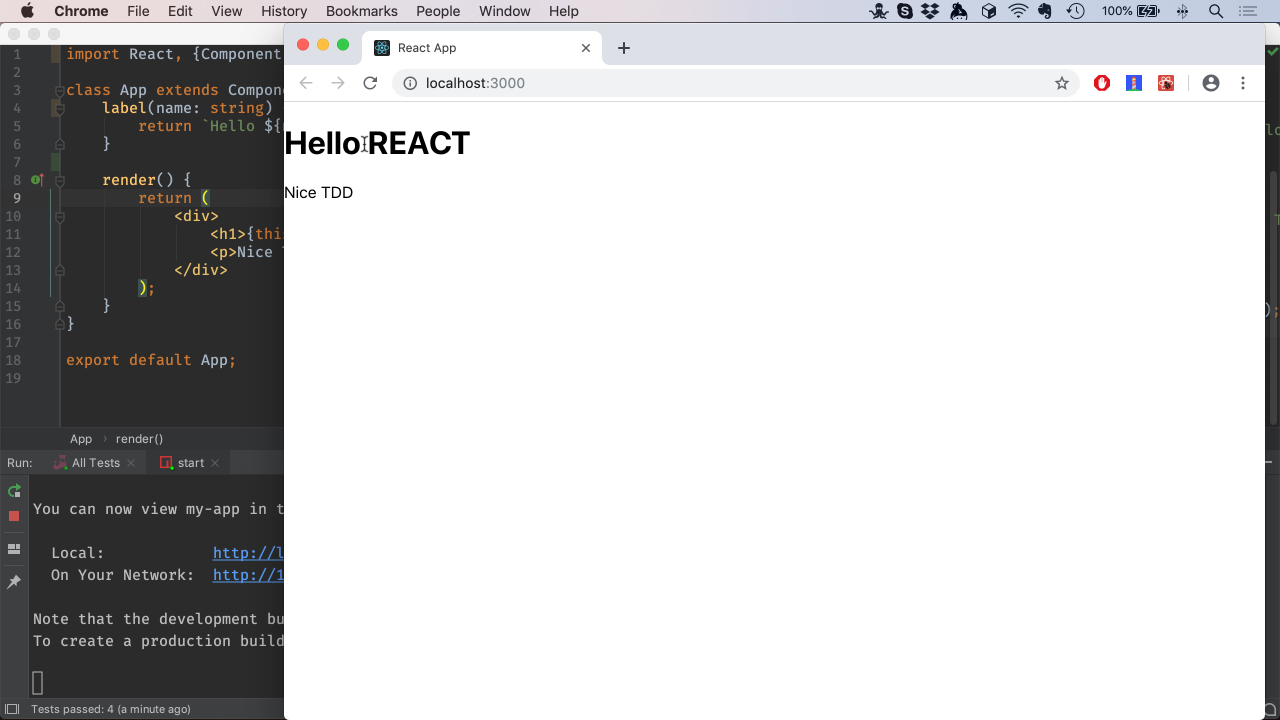 Chrome File Edit View History Bookmarks People Window Help 100%
React App
localhost:3000
Hello REACT
Nice TDD
1 import React, {Component
2
3 class App extends Compon
4 label(name: string)
5 return `Hello ${
6 }
7
8 render() {
9 return (
10 <div>
11 <h1>{thi
12 <p>Nice
13 </div>
14 );
15 }
16 }
17
18 export default App;
19
App › render()
Run: All Tests start
You can now view my-app in t
Local: http://l
On Your Network: http://1
Note that the development bu
To create a production build
Tests passed: 4 (a minute ago)